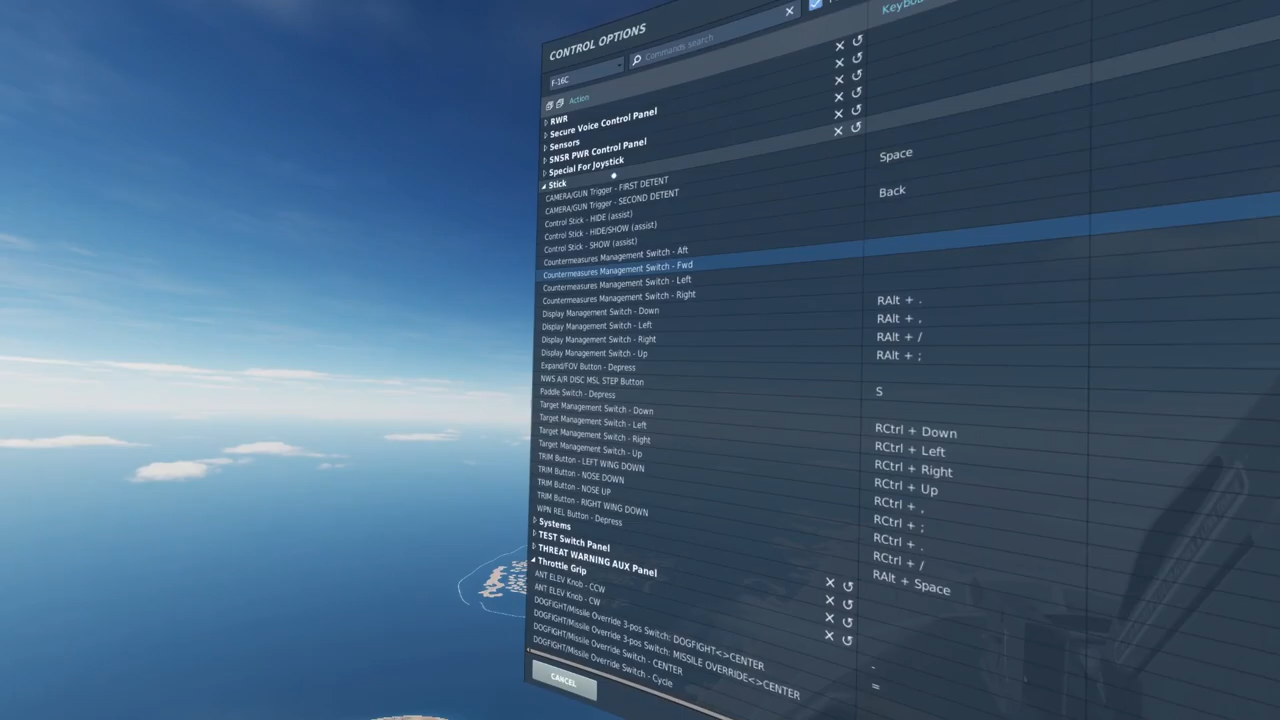 CONTROL OPTIONS
F-16C
Commands search
Action
RWR
Secure Voice Control Panel
Sensors
SNSR PWR Control Panel
Special For Joystick
Stick
CAMERA/GUN Trigger - FIRST DETENT
Space
CAMERA/GUN Trigger - SECOND DETENT
Control Stick - HIDE (assist)
Back
Control Stick - HIDE/SHOW (assist)
Control Stick - SHOW (assist)
Countermeasures Management Switch - Aft
Countermeasures Management Switch - Fwd
Countermeasures Management Switch - Left
Countermeasures Management Switch - Right
Display Management Switch - Down
RAlt + .
Display Management Switch - Left
RAlt + ,
Display Management Switch - Right
RAlt + /
Display Management Switch - Up
RAlt + ;
Expand/FOV Button - Depress
NWS A/R DISC MSL STEP Button
S
Paddle Switch - Depress
Target Management Switch - Down
RCtrl + Down
Target Management Switch - Left
RCtrl + Left
Target Management Switch - Right
RCtrl + Right
Target Management Switch - Up
RCtrl + Up
TRIM Button - LEFT WING DOWN
RCtrl + ,
TRIM Button - NOSE DOWN
RCtrl + ;
TRIM Button - NOSE UP
RCtrl + .
TRIM Button - RIGHT WING DOWN
RCtrl + /
WPN REL Button - Depress
RAlt + Space
Systems
TEST Switch Panel
THREAT WARNING AUX Panel
Throttle Grip
ANT ELEV Knob - CCW
-
ANT ELEV Knob - CW
=
DOGFIGHT/Missile Override 3-pos Switch: DOGFIGHT<>CENTER
DOGFIGHT/Missile Override 3-pos Switch: MISSILE OVERRIDE<>CENTER
DOGFIGHT/Missile Override Switch - CENTER
DOGFIGHT/Missile Override Switch - Cycle
CANCEL